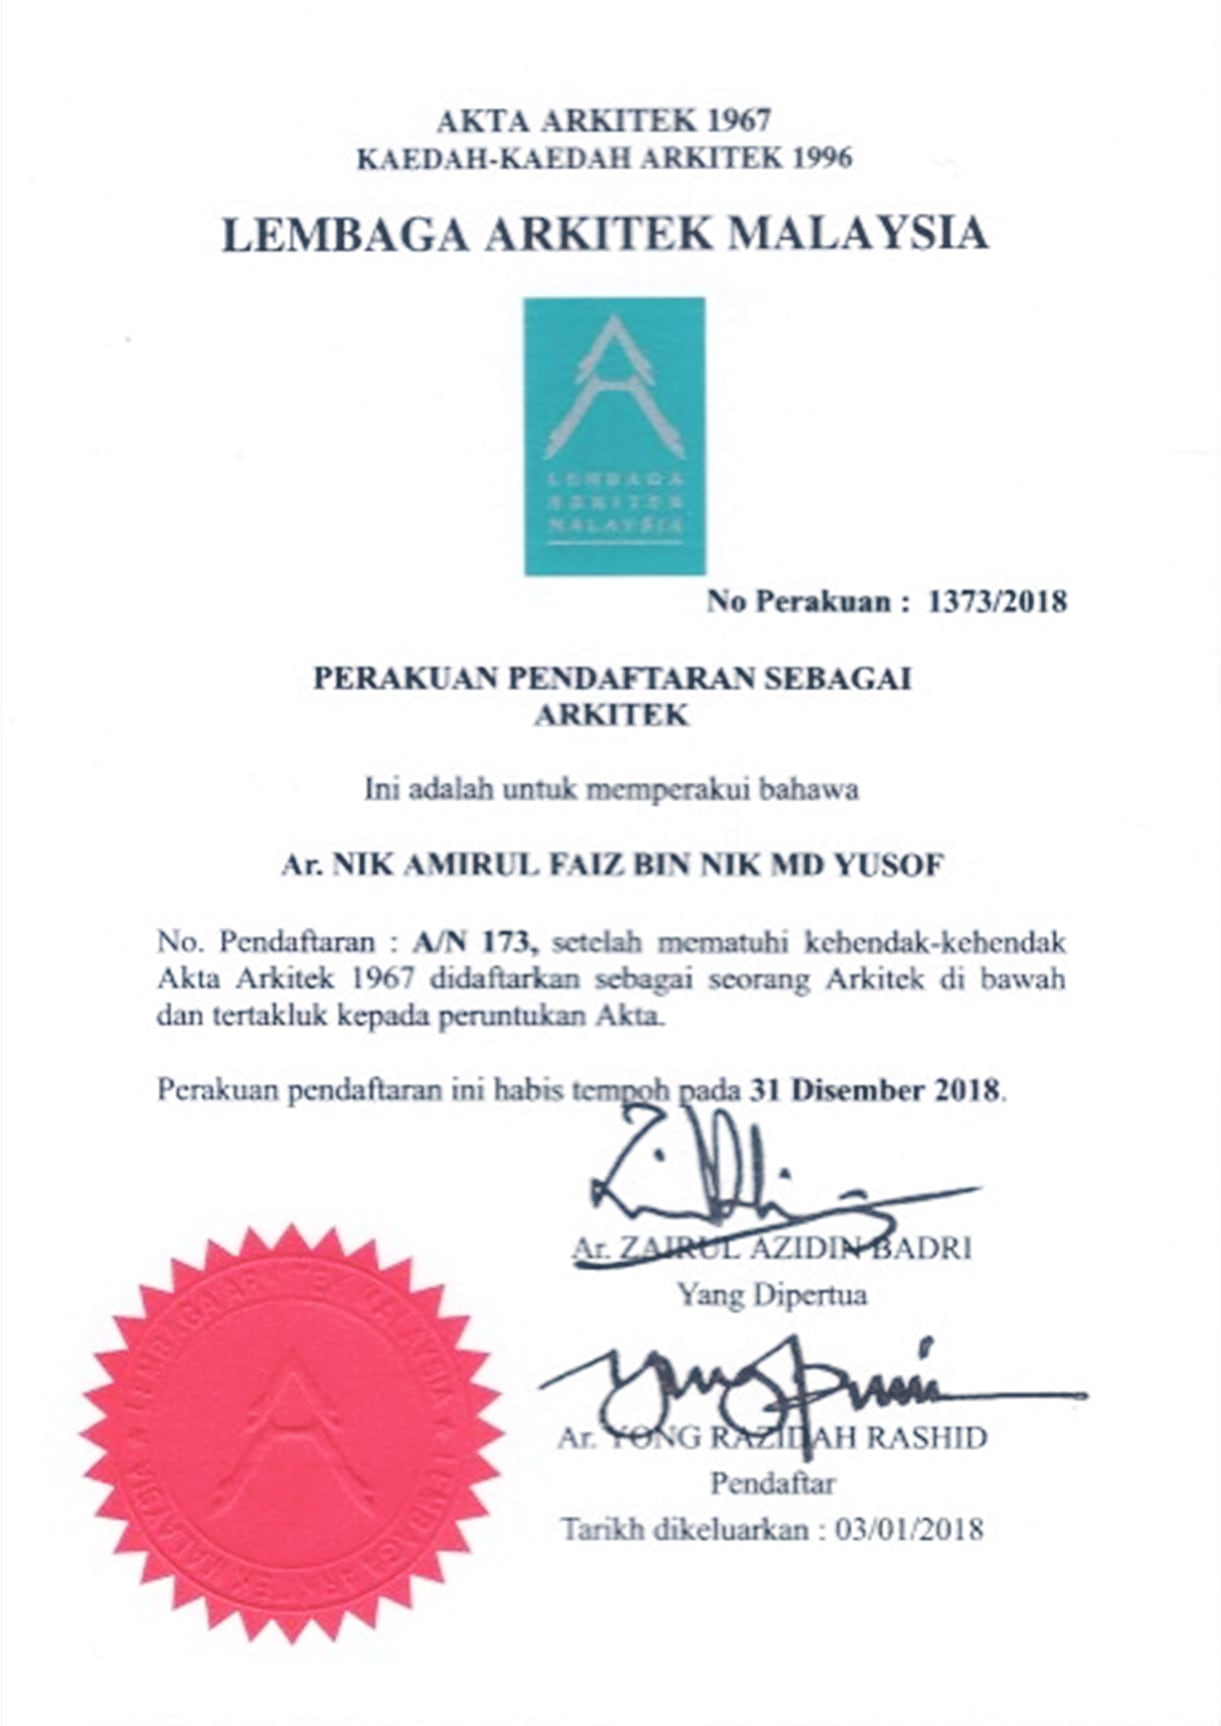 AKTA ARKITEK 1967
KAEDAH-KAEDAH ARKITEK 1996
LEMBAGA ARKITEK MALAYSIA
LEMBAGA
ARKITEK
MALAYSIA
No Perakuan : 1373/2018
PERAKUAN PENDAFTARAN SEBAGAI
ARKITEK
Ini adalah untuk memperakui bahawa
Ar. NIK AMIRUL FAIZ BIN NIK MD YUSOF
No. Pendaftaran : A/N 173, setelah mematuhi kehendak-kehendak
Akta Arkitek 1967 didaftarkan sebagai seorang Arkitek di bawah
dan tertakluk kepada peruntukan Akta.
Perakuan pendaftaran ini habis tempoh pada 31 Disember 2018.
Ar. ZAIRUL AZIDIN BADRI
Yang Dipertua
Ar. YONG RAZIDAH RASHID
Pendaftar
Tarikh dikeluarkan : 03/01/2018
LEMBAGA ARKITEK MALAYSIA ★ LEMBAGA ARKITEK MALAYSIA ★